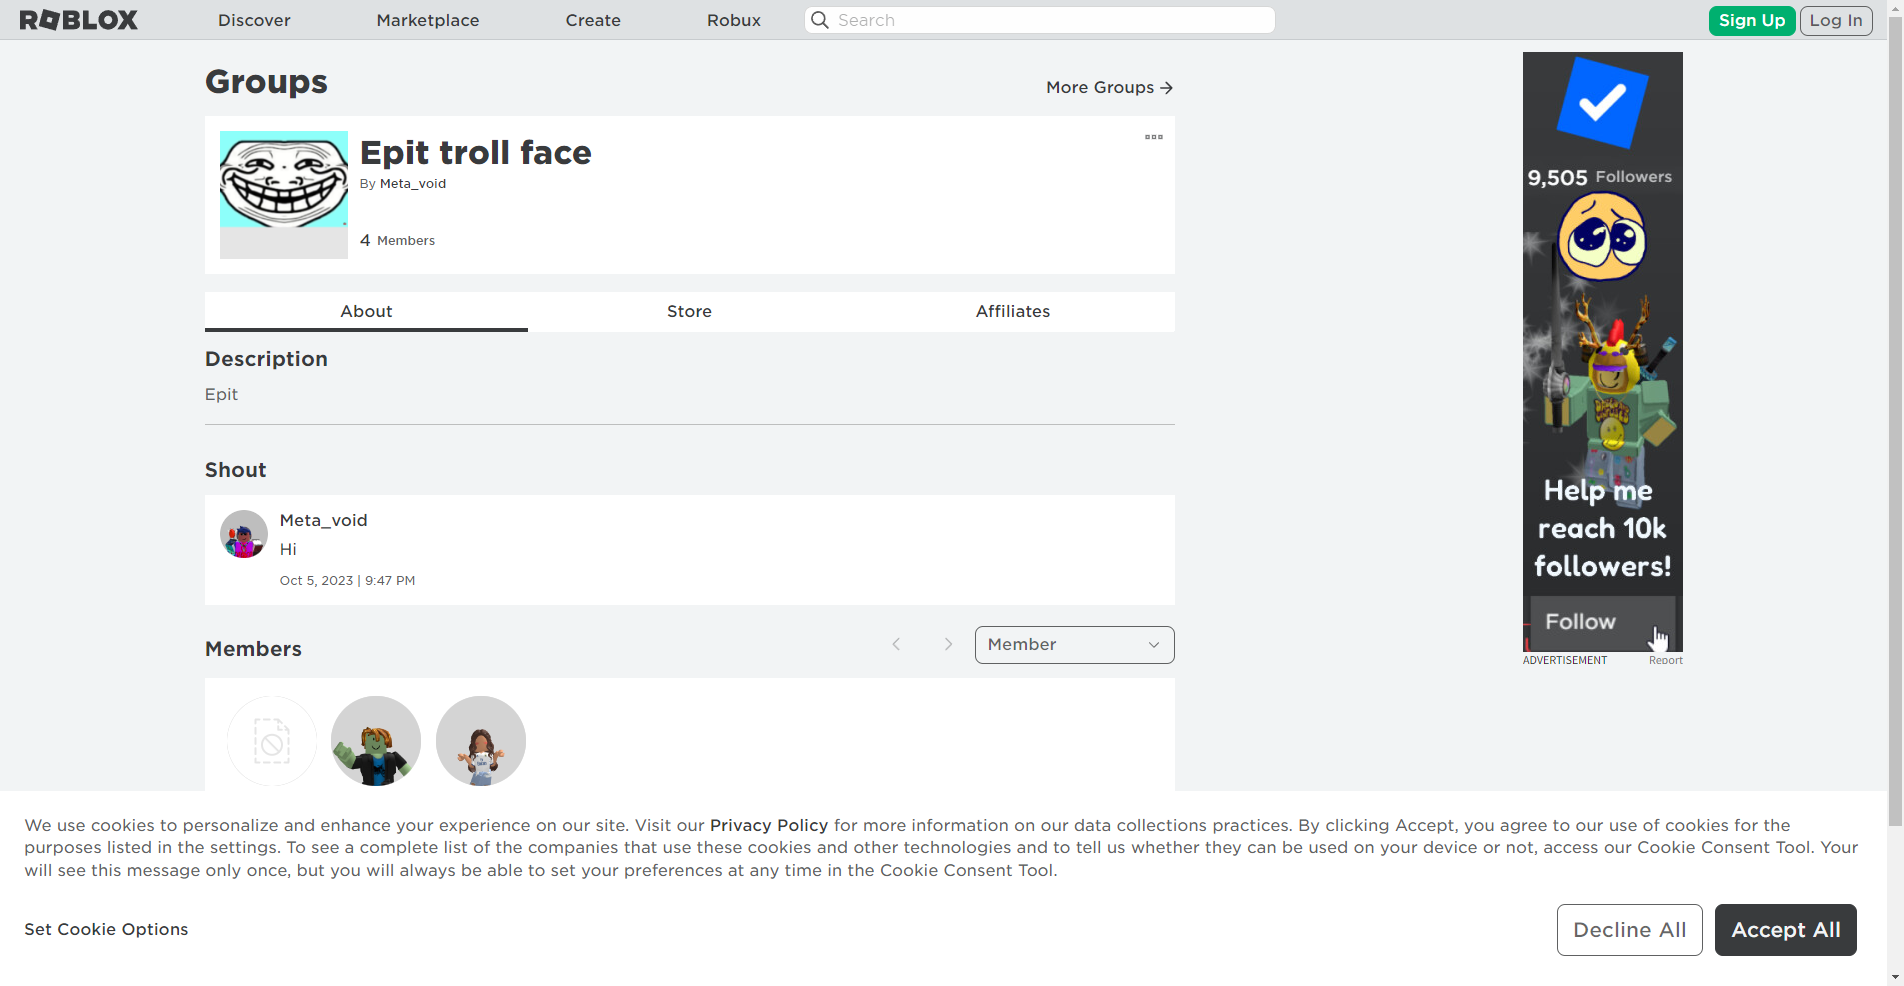 ROBLOX
Discover
Marketplace
Create
Robux
Search
Sign Up
Log In
Groups
More Groups
Epit troll face
By Meta_void
4 Members
About
Store
Affiliates
Description
Epit
Shout
Meta_void
Hi
Oct 5, 2023 | 9:47 PM
Members
Member
9,505 Followers
Help me
reach 10k
followers!
Follow
ADVERTISEMENT
Report
We use cookies to personalize and enhance your experience on our site. Visit our Privacy Policy for more information on our data collections practices. By clicking Accept, you agree to our use of cookies for the
purposes listed in the settings. To see a complete list of the companies that use these cookies and other technologies and to tell us whether they can be used on your device or not, access our Cookie Consent Tool. Your
will see this message only once, but you will always be able to set your preferences at any time in the Cookie Consent Tool.
Set Cookie Options
Decline All
Accept All